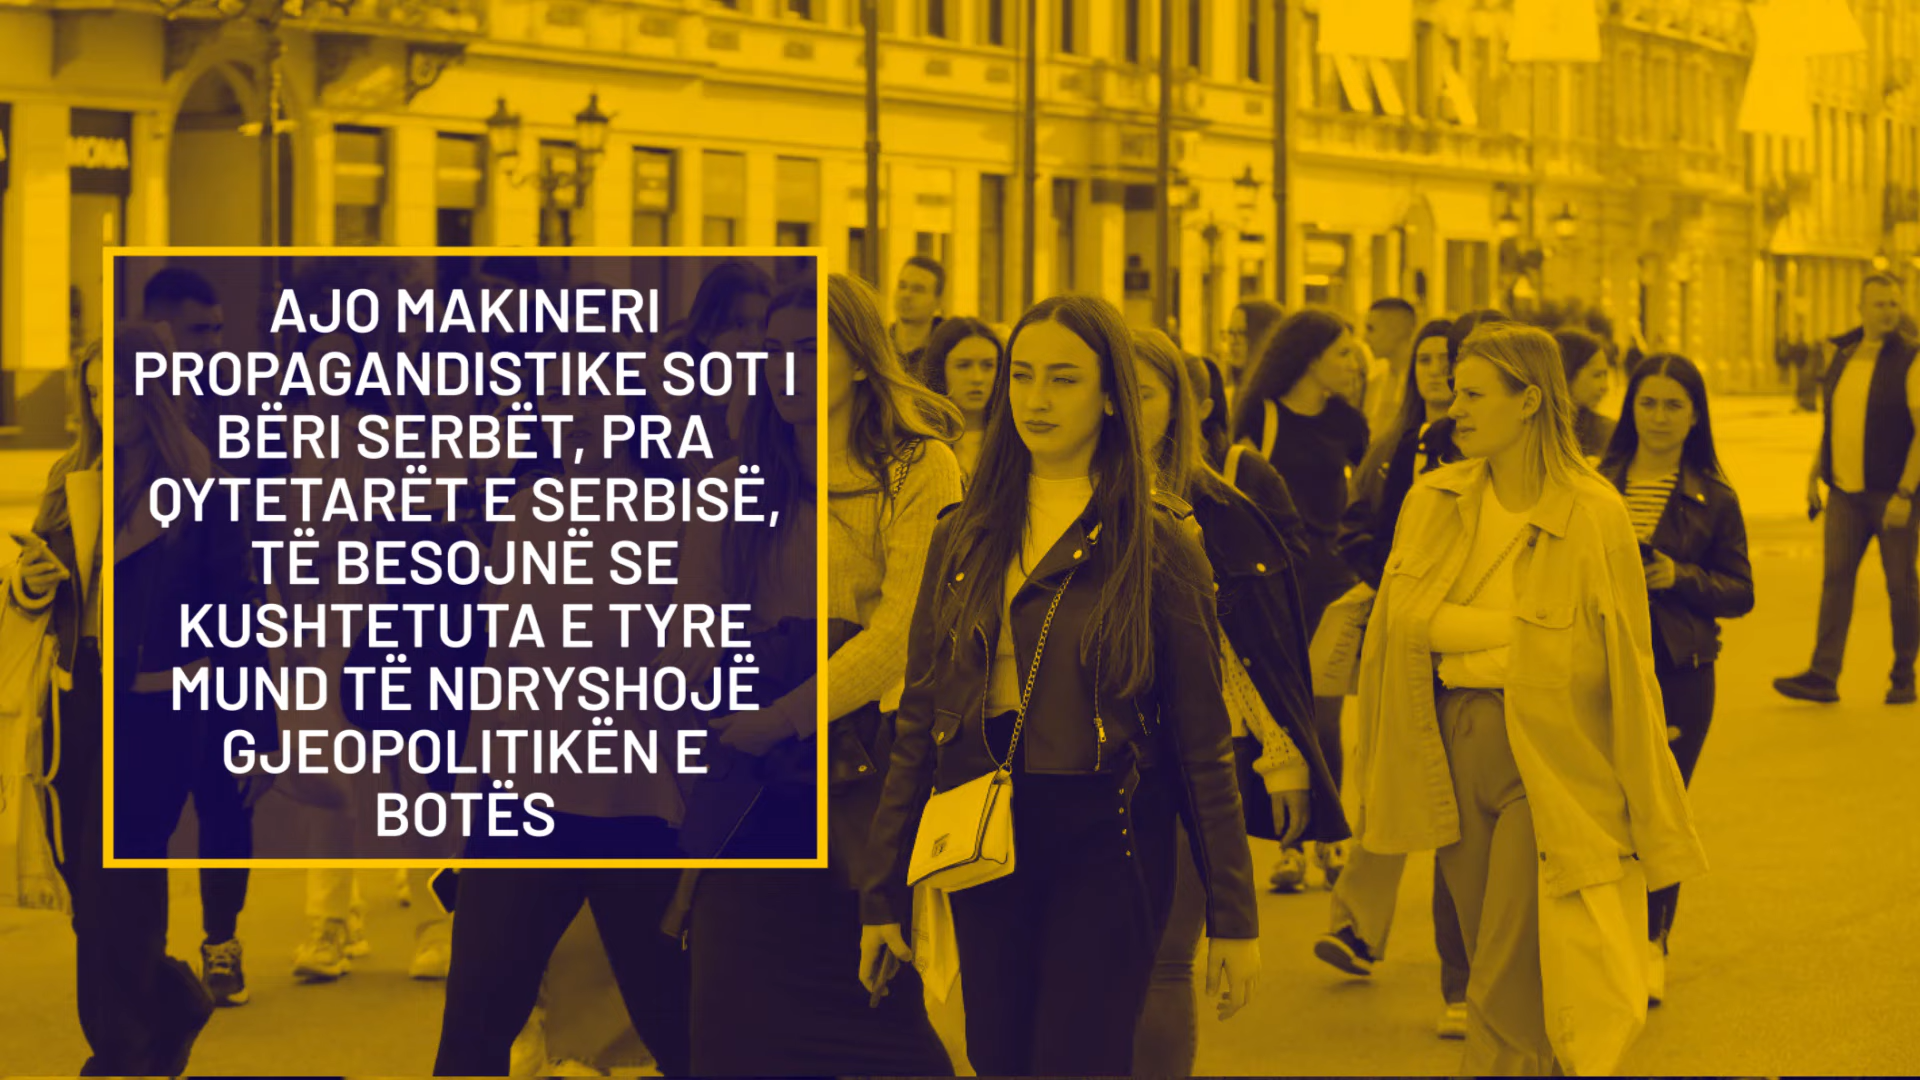 MONA
AJO MAKINERI
PROPAGANDISTIKE SOT I
BËRI SERBËT, PRA
QYTETARËT E SERBISË,
TË BESOJNË SE
KUSHTETUTA E TYRE
MUND TË NDRYSHOJË
GJEOPOLITIKËN E
BOTËS